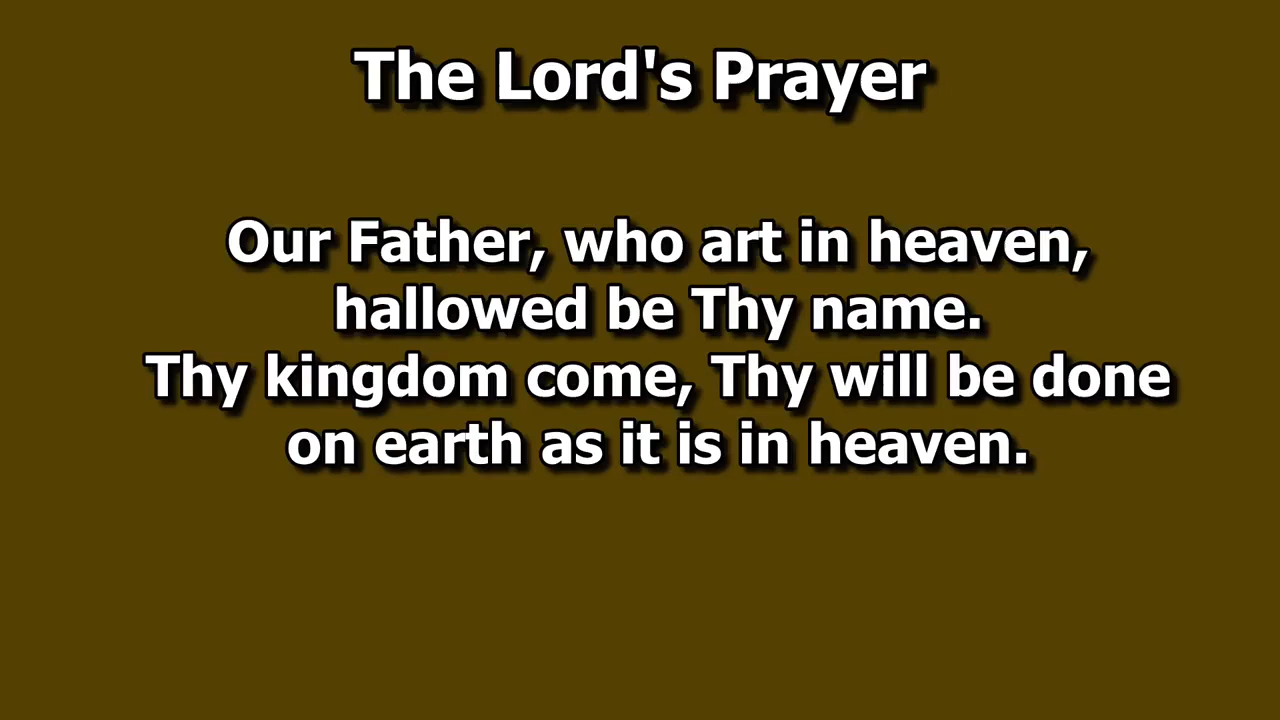 The Lord's Prayer
Our Father, who art in heaven,
hallowed be Thy name.
Thy kingdom come, Thy will be done
on earth as it is in heaven.